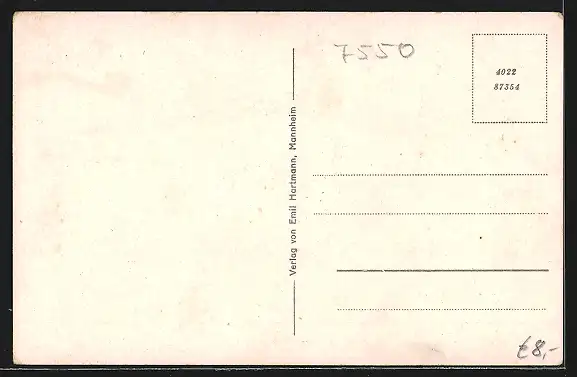 7550
4022
87354
Verlag von Emil Hartmann, Mannheim
€8,-